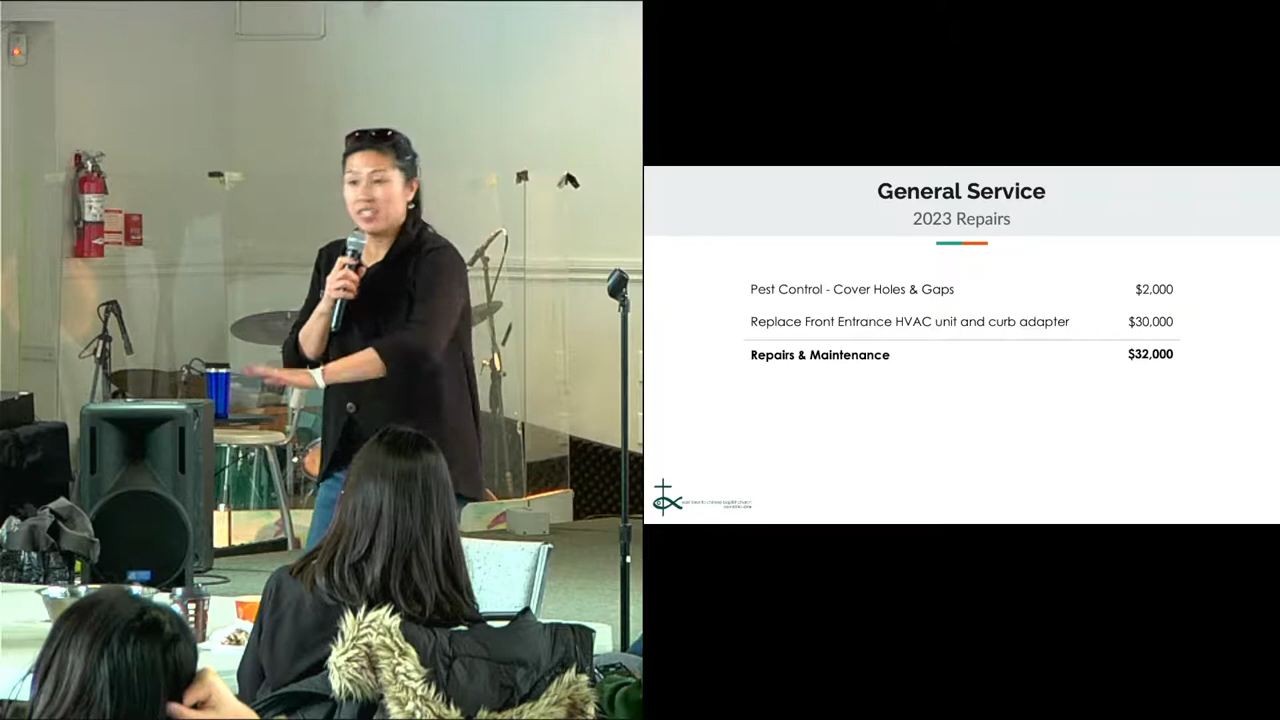 General Service
2023 Repairs
Pest Control - Cover Holes & Gaps $2,000
Replace Front Entrance HVAC unit and curb adapter $30,000
Repairs & Maintenance $32,000